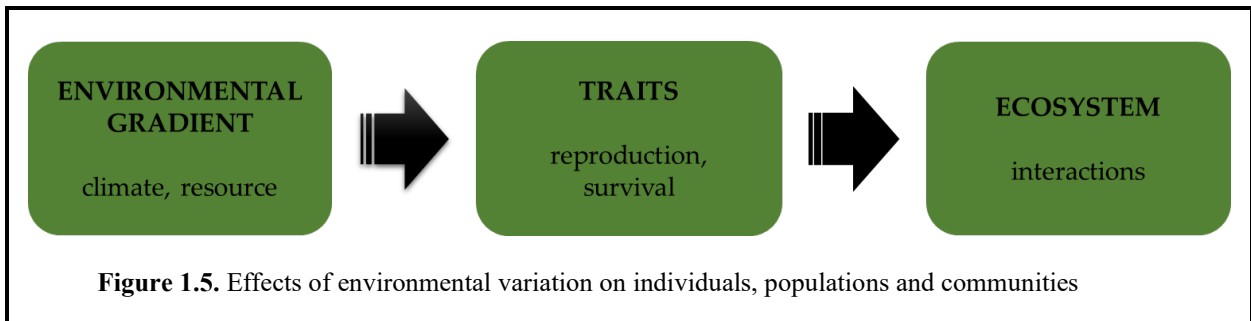 ENVIRONMENTAL
GRADIENT
climate, resource
TRAITS
reproduction,
survival
ECOSYSTEM
interactions
Figure 1.5. Effects of environmental variation on individuals, populations and communities